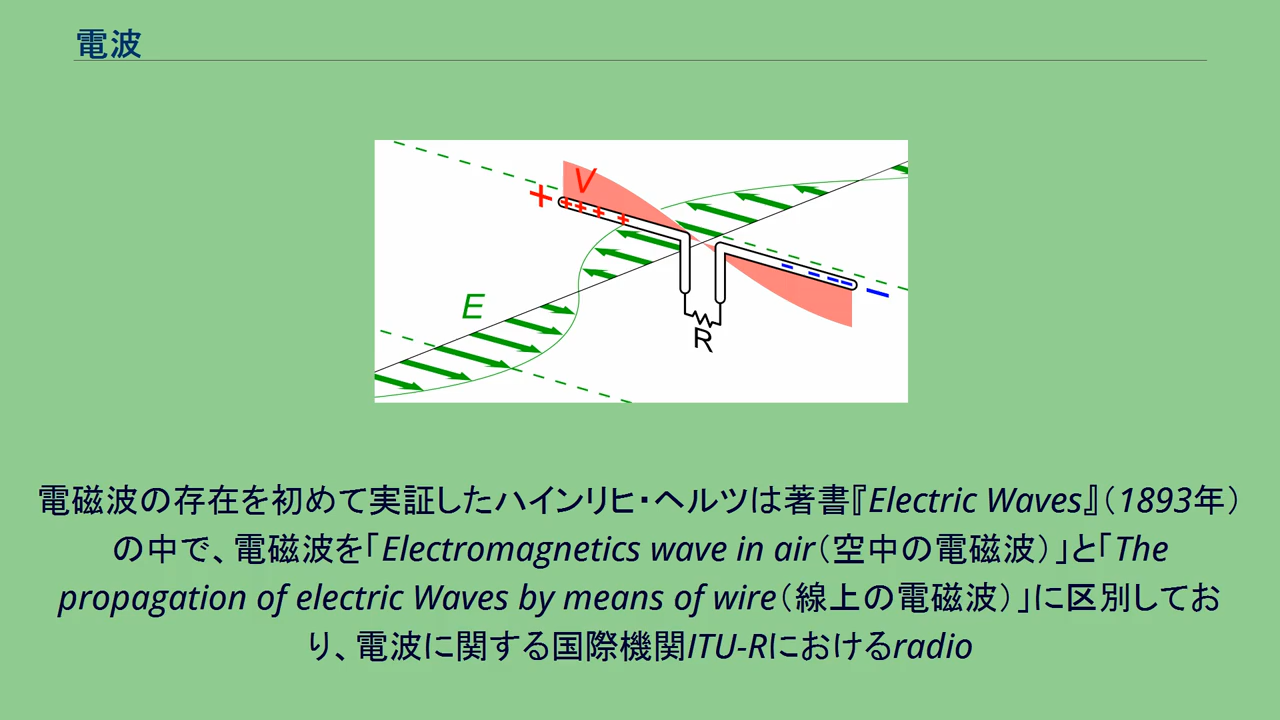 電波
+
V
E
R
電磁波の存在を初めて実証したハインリヒ・ヘルツは著書『Electric Waves』（1893年）
の中で、電磁波を「Electromagnetics wave in air（空中の電磁波）」と「The
propagation of electric Waves by means of wire（線上の電磁波）」に区別してお
り、電波に関する国際機関ITU-Rにおけるradio